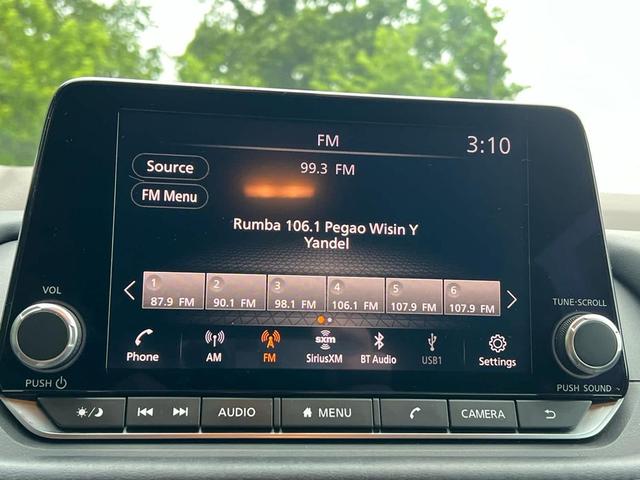 FM
3:10
Source
99.3 FM
FM Menu
Rumba 106.1 Pegao Wisin Y
Yandel
1
87.9 FM
2
90.1 FM
3
98.1 FM
4
106.1 FM
5
107.9 FM
6
107.9 FM
VOL
TUNE·SCROLL
Phone
AM
FM
sxm
SiriusXM
BT Audio
USB1
Settings
PUSH
PUSH SOUND
AUDIO
MENU
CAMERA